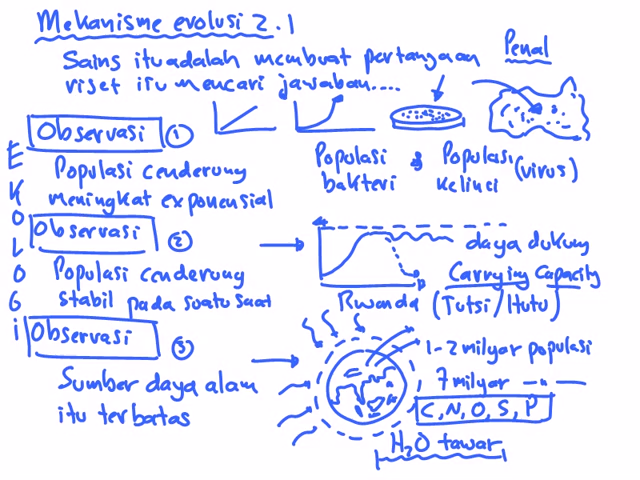 Mekanisme evolusi 2.1
Sains itu adalah membuat pertanyaan
riset itu mencari jawaban....
Penal
EKOLOGi
Observasi 1
Populasi cenderung
meningkat exponensial
Populasi bakteri & Populasi kelinci (virus)
Observasi 2
Populasi cenderung
stabil pada suatu saat
daya dukung
Carrying Capacity
Rwanda (Tutsi/Hutu)
Observasi 3
Sumber daya alam
itu terbatas
1-2 milyar populasi
7 milyar — " —
C, N, O, S, P
H2O tawar